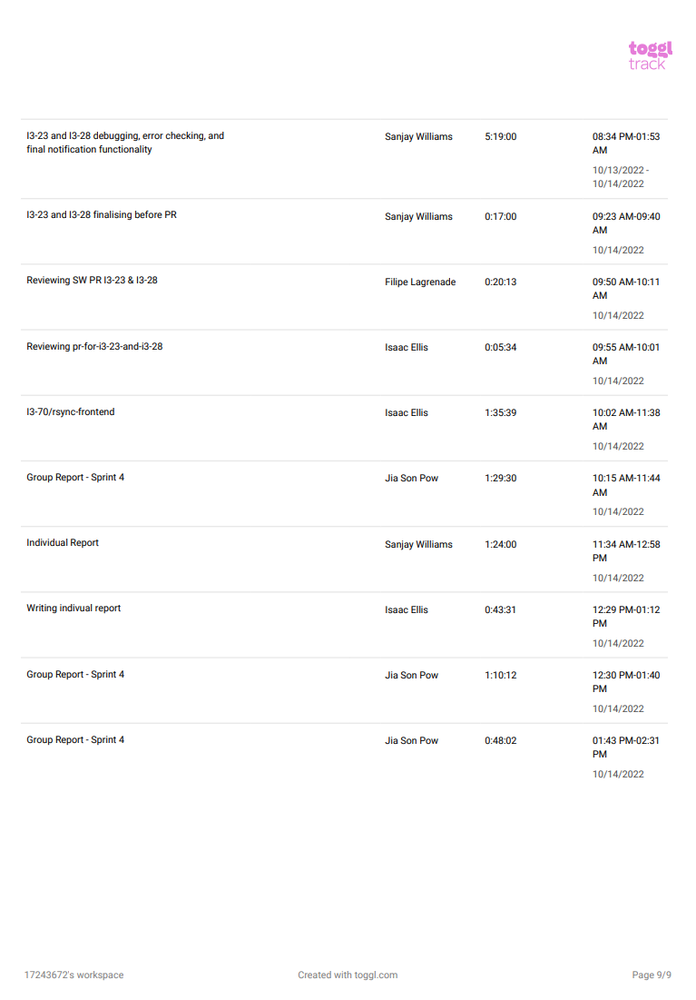 toggl
track
I3-23 and I3-28 debugging, error checking, and
final notification functionality
Sanjay Williams
5:19:00
08:34 PM-01:53
AM
10/13/2022 -
10/14/2022
I3-23 and I3-28 finalising before PR
Sanjay Williams
0:17:00
09:23 AM-09:40
AM
10/14/2022
Reviewing SW PR I3-23 & I3-28
Filipe Lagrenade
0:20:13
09:50 AM-10:11
AM
10/14/2022
Reviewing pr-for-i3-23-and-i3-28
Isaac Ellis
0:05:34
09:55 AM-10:01
AM
10/14/2022
I3-70/rsync-frontend
Isaac Ellis
1:35:39
10:02 AM-11:38
AM
10/14/2022
Group Report - Sprint 4
Jia Son Pow
1:29:30
10:15 AM-11:44
AM
10/14/2022
Individual Report
Sanjay Williams
1:24:00
11:34 AM-12:58
PM
10/14/2022
Writing indivual report
Isaac Ellis
0:43:31
12:29 PM-01:12
PM
10/14/2022
Group Report - Sprint 4
Jia Son Pow
1:10:12
12:30 PM-01:40
PM
10/14/2022
Group Report - Sprint 4
Jia Son Pow
0:48:02
01:43 PM-02:31
PM
10/14/2022
17243672's workspace
Created with toggl.com
Page 9/9